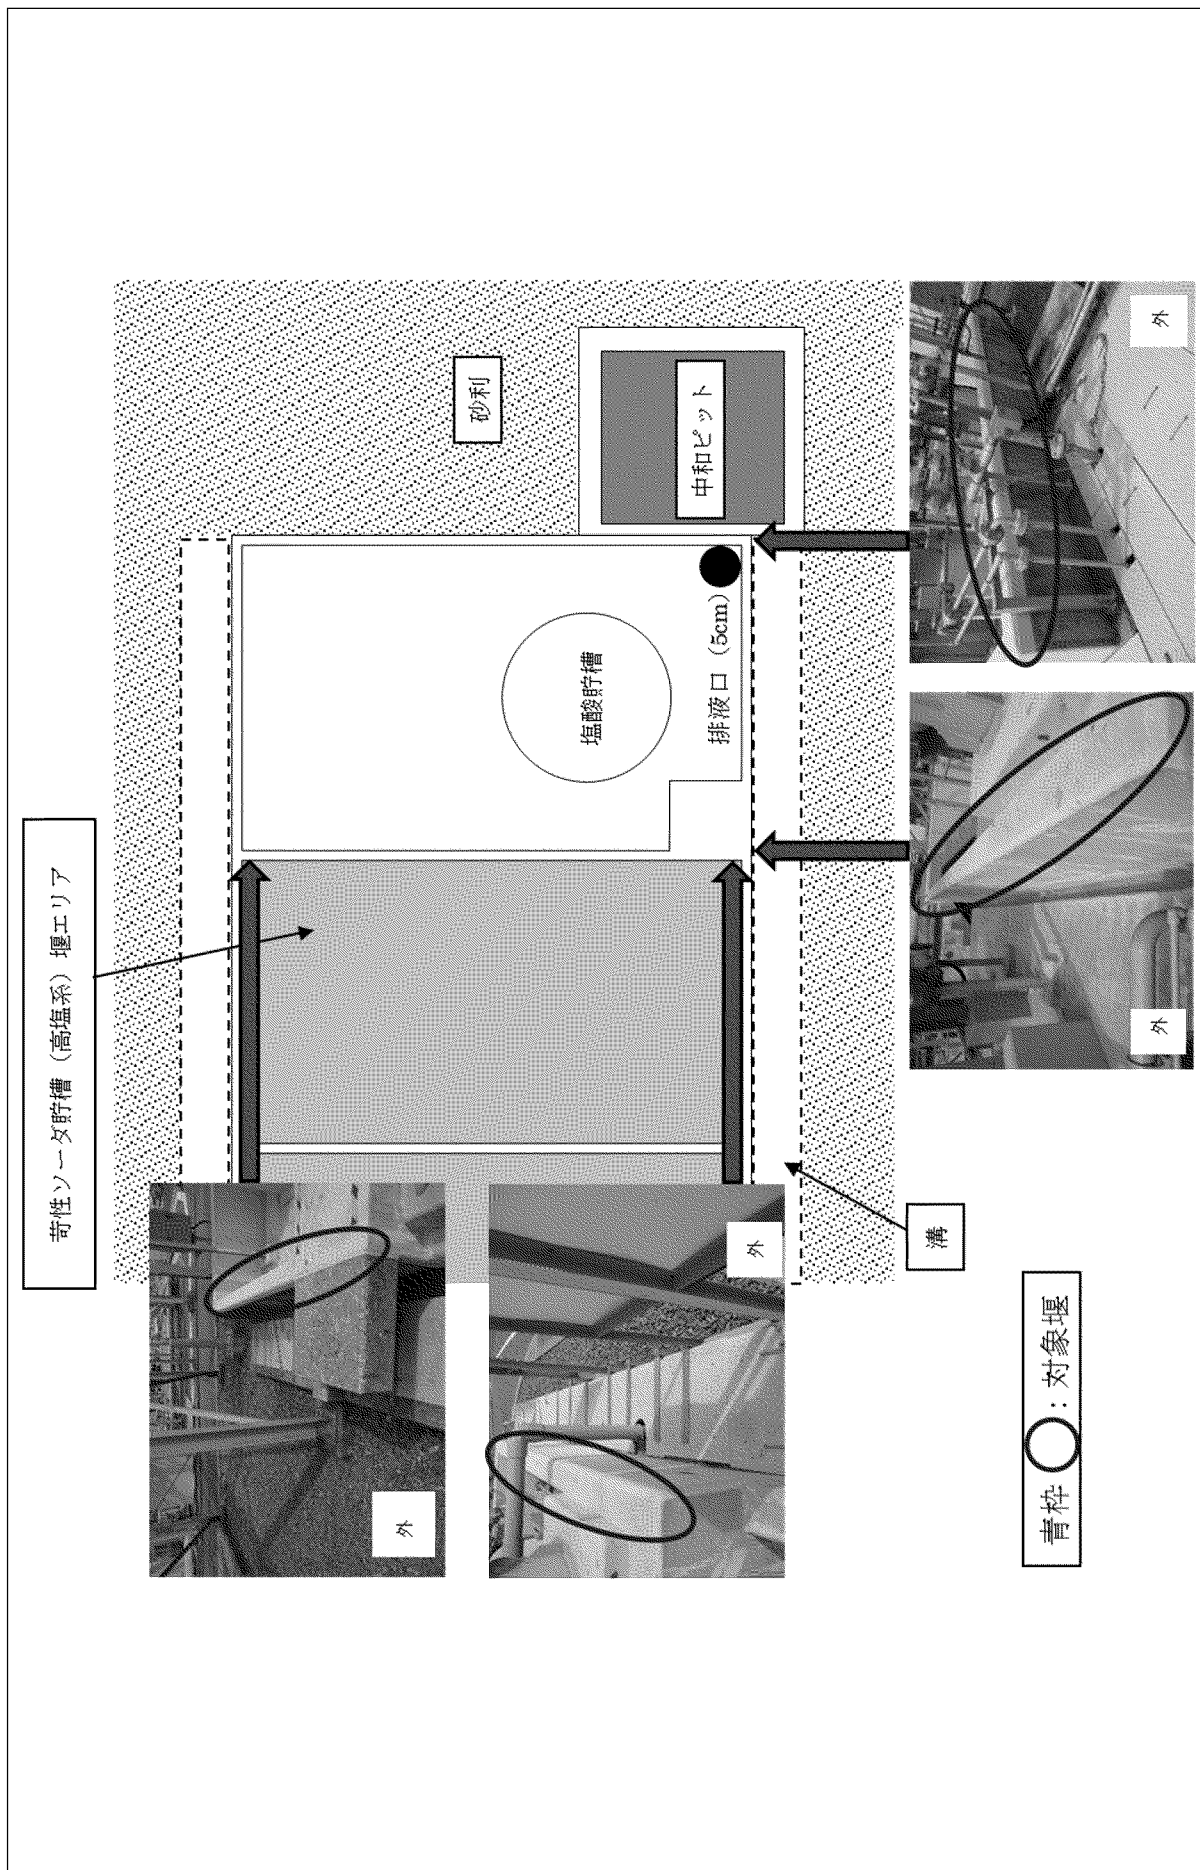 苛性ソーダ貯槽（高塩系）堰エリア
砂利
中和ピット
塩酸貯槽
排液口（5cm）
溝
外
外
外
外
青枠　：対象堰